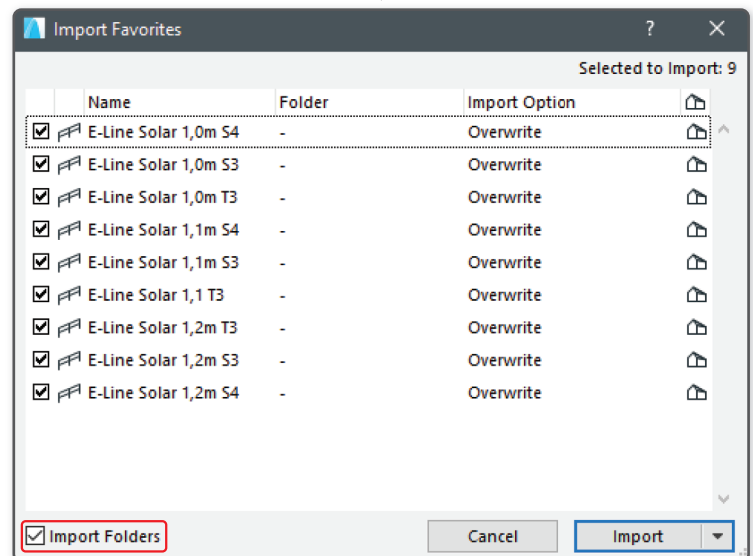 Import Favorites ? ×
Selected to Import: 9
Name Folder Import Option
E-Line Solar 1,0m S4 - Overwrite
E-Line Solar 1,0m S3 - Overwrite
E-Line Solar 1,0m T3 - Overwrite
E-Line Solar 1,1m S4 - Overwrite
E-Line Solar 1,1m S3 - Overwrite
E-Line Solar 1,1 T3 - Overwrite
E-Line Solar 1,2m T3 - Overwrite
E-Line Solar 1,2m S3 - Overwrite
E-Line Solar 1,2m S4 - Overwrite
Import Folders Cancel Import